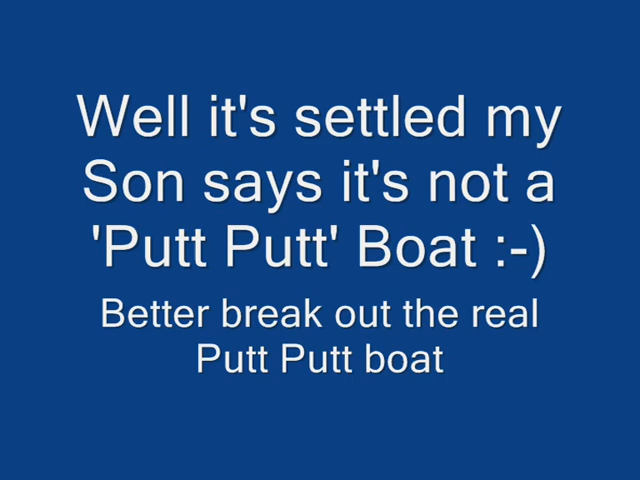 Well it's settled my
Son says it's not a
'Putt Putt' Boat :-)
Better break out the real
Putt Putt boat